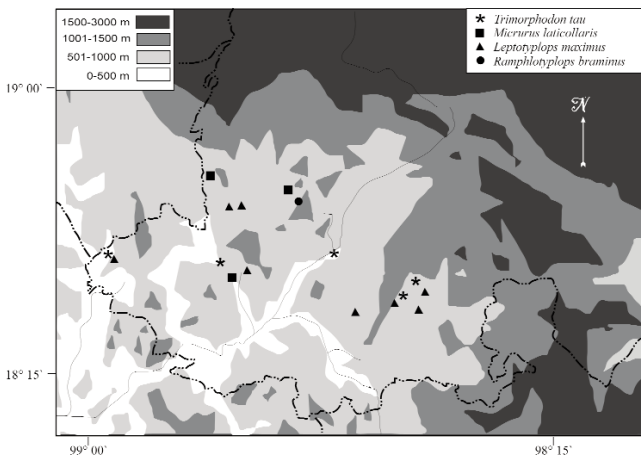 1500-3000 m
1001-1500 m
501-1000 m
0-500 m
* Trimorphodon tau
■ Micrurus laticollaris
▲ Leptotyplops maximus
● Ramphlotyplops braminus
N
19° 00'
18° 15'
99° 00'
98° 15'